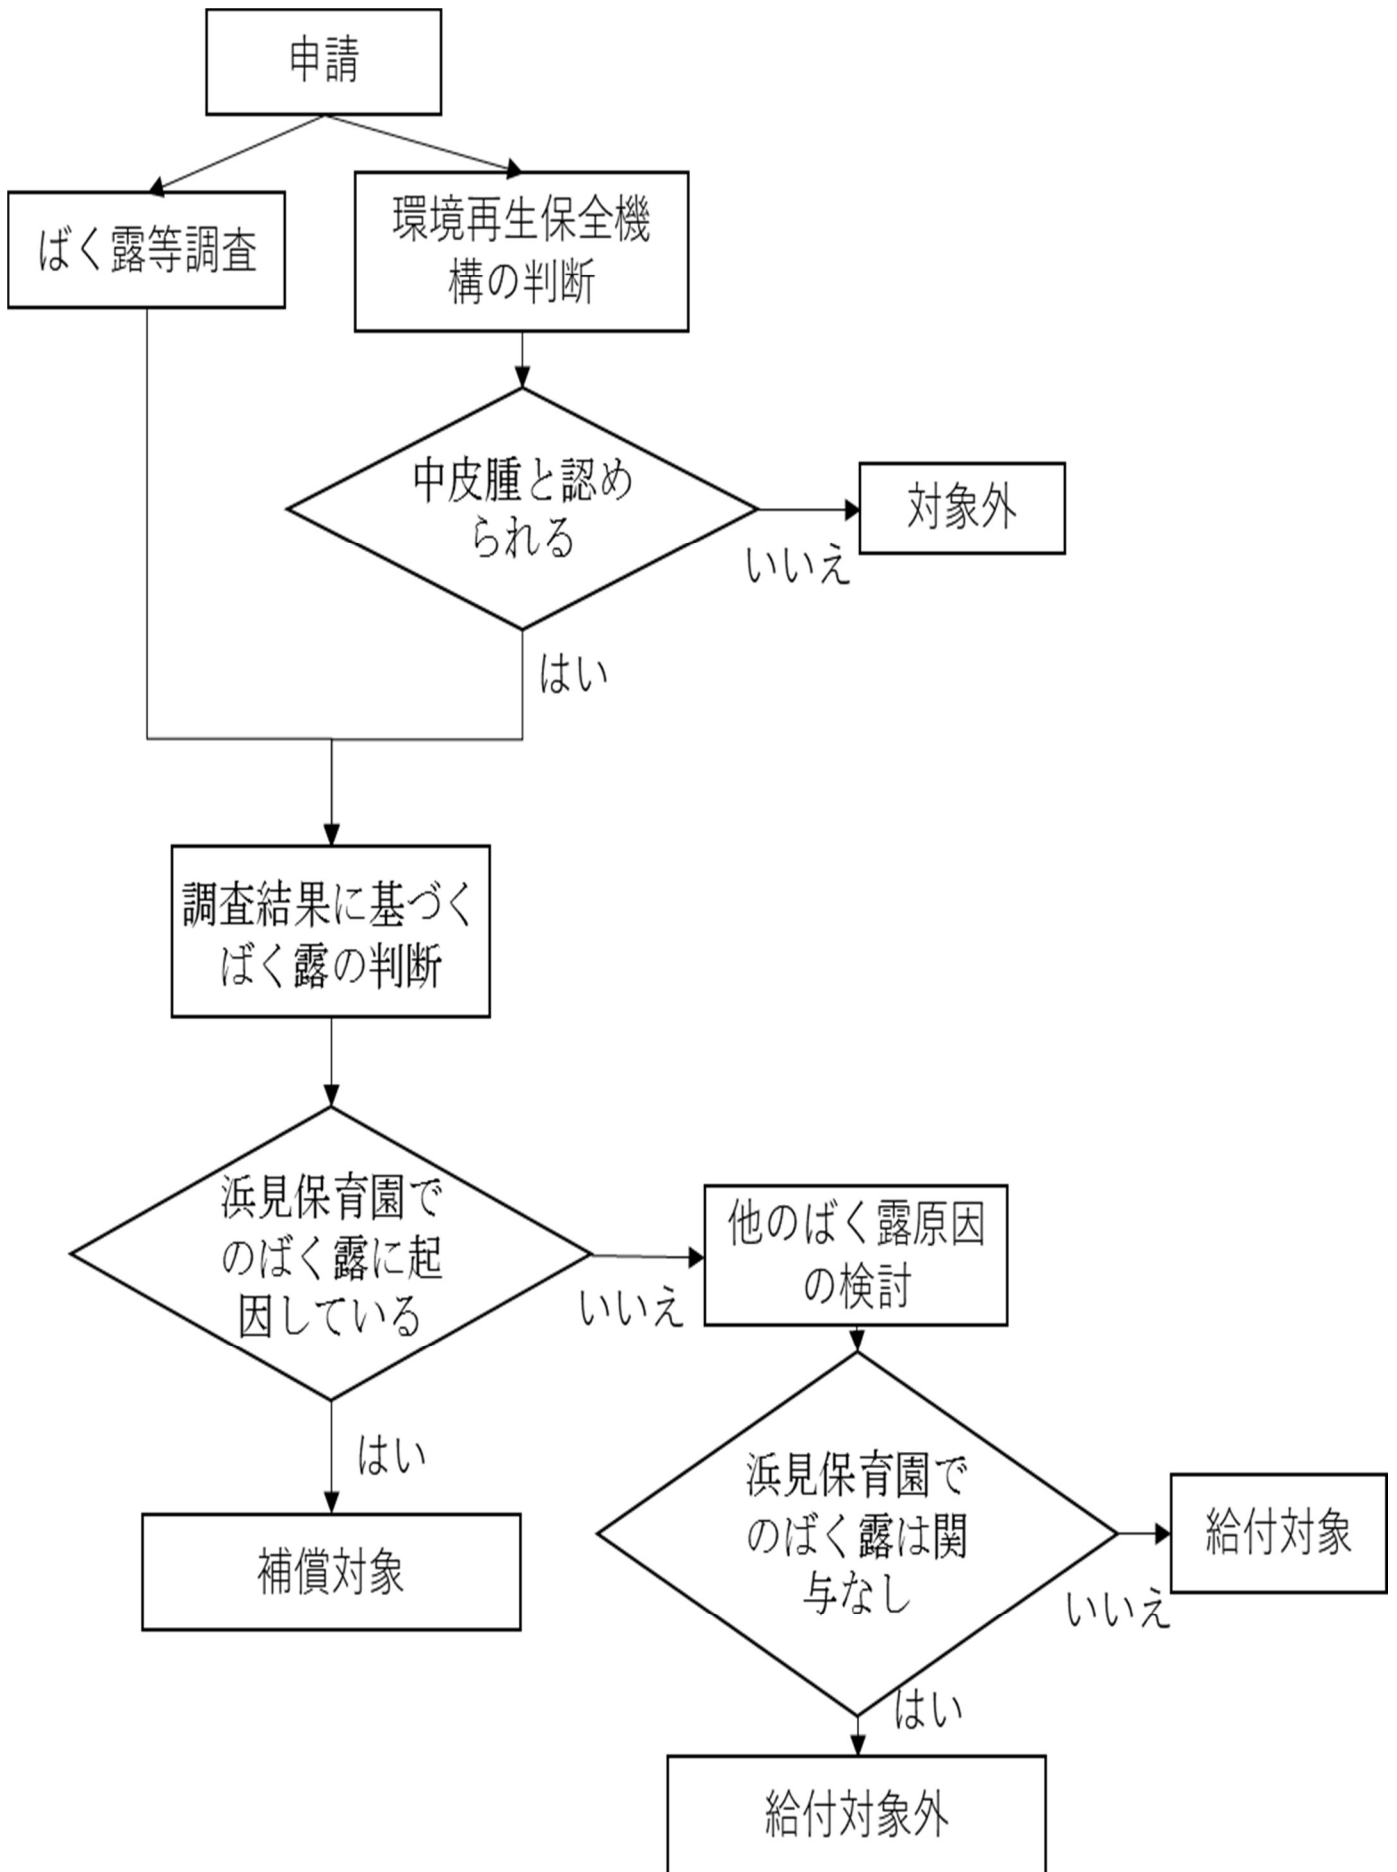 申請
ばく露等調査
環境再生保全機
構の判断
中皮腫と認め
られる
いいえ
対象外
はい
調査結果に基づく
ばく露の判断
浜見保育園で
のばく露に起
因している
いいえ
他のばく露原因
の検討
はい
補償対象
浜見保育園で
のばく露は関
与なし
いいえ
給付対象
はい
給付対象外